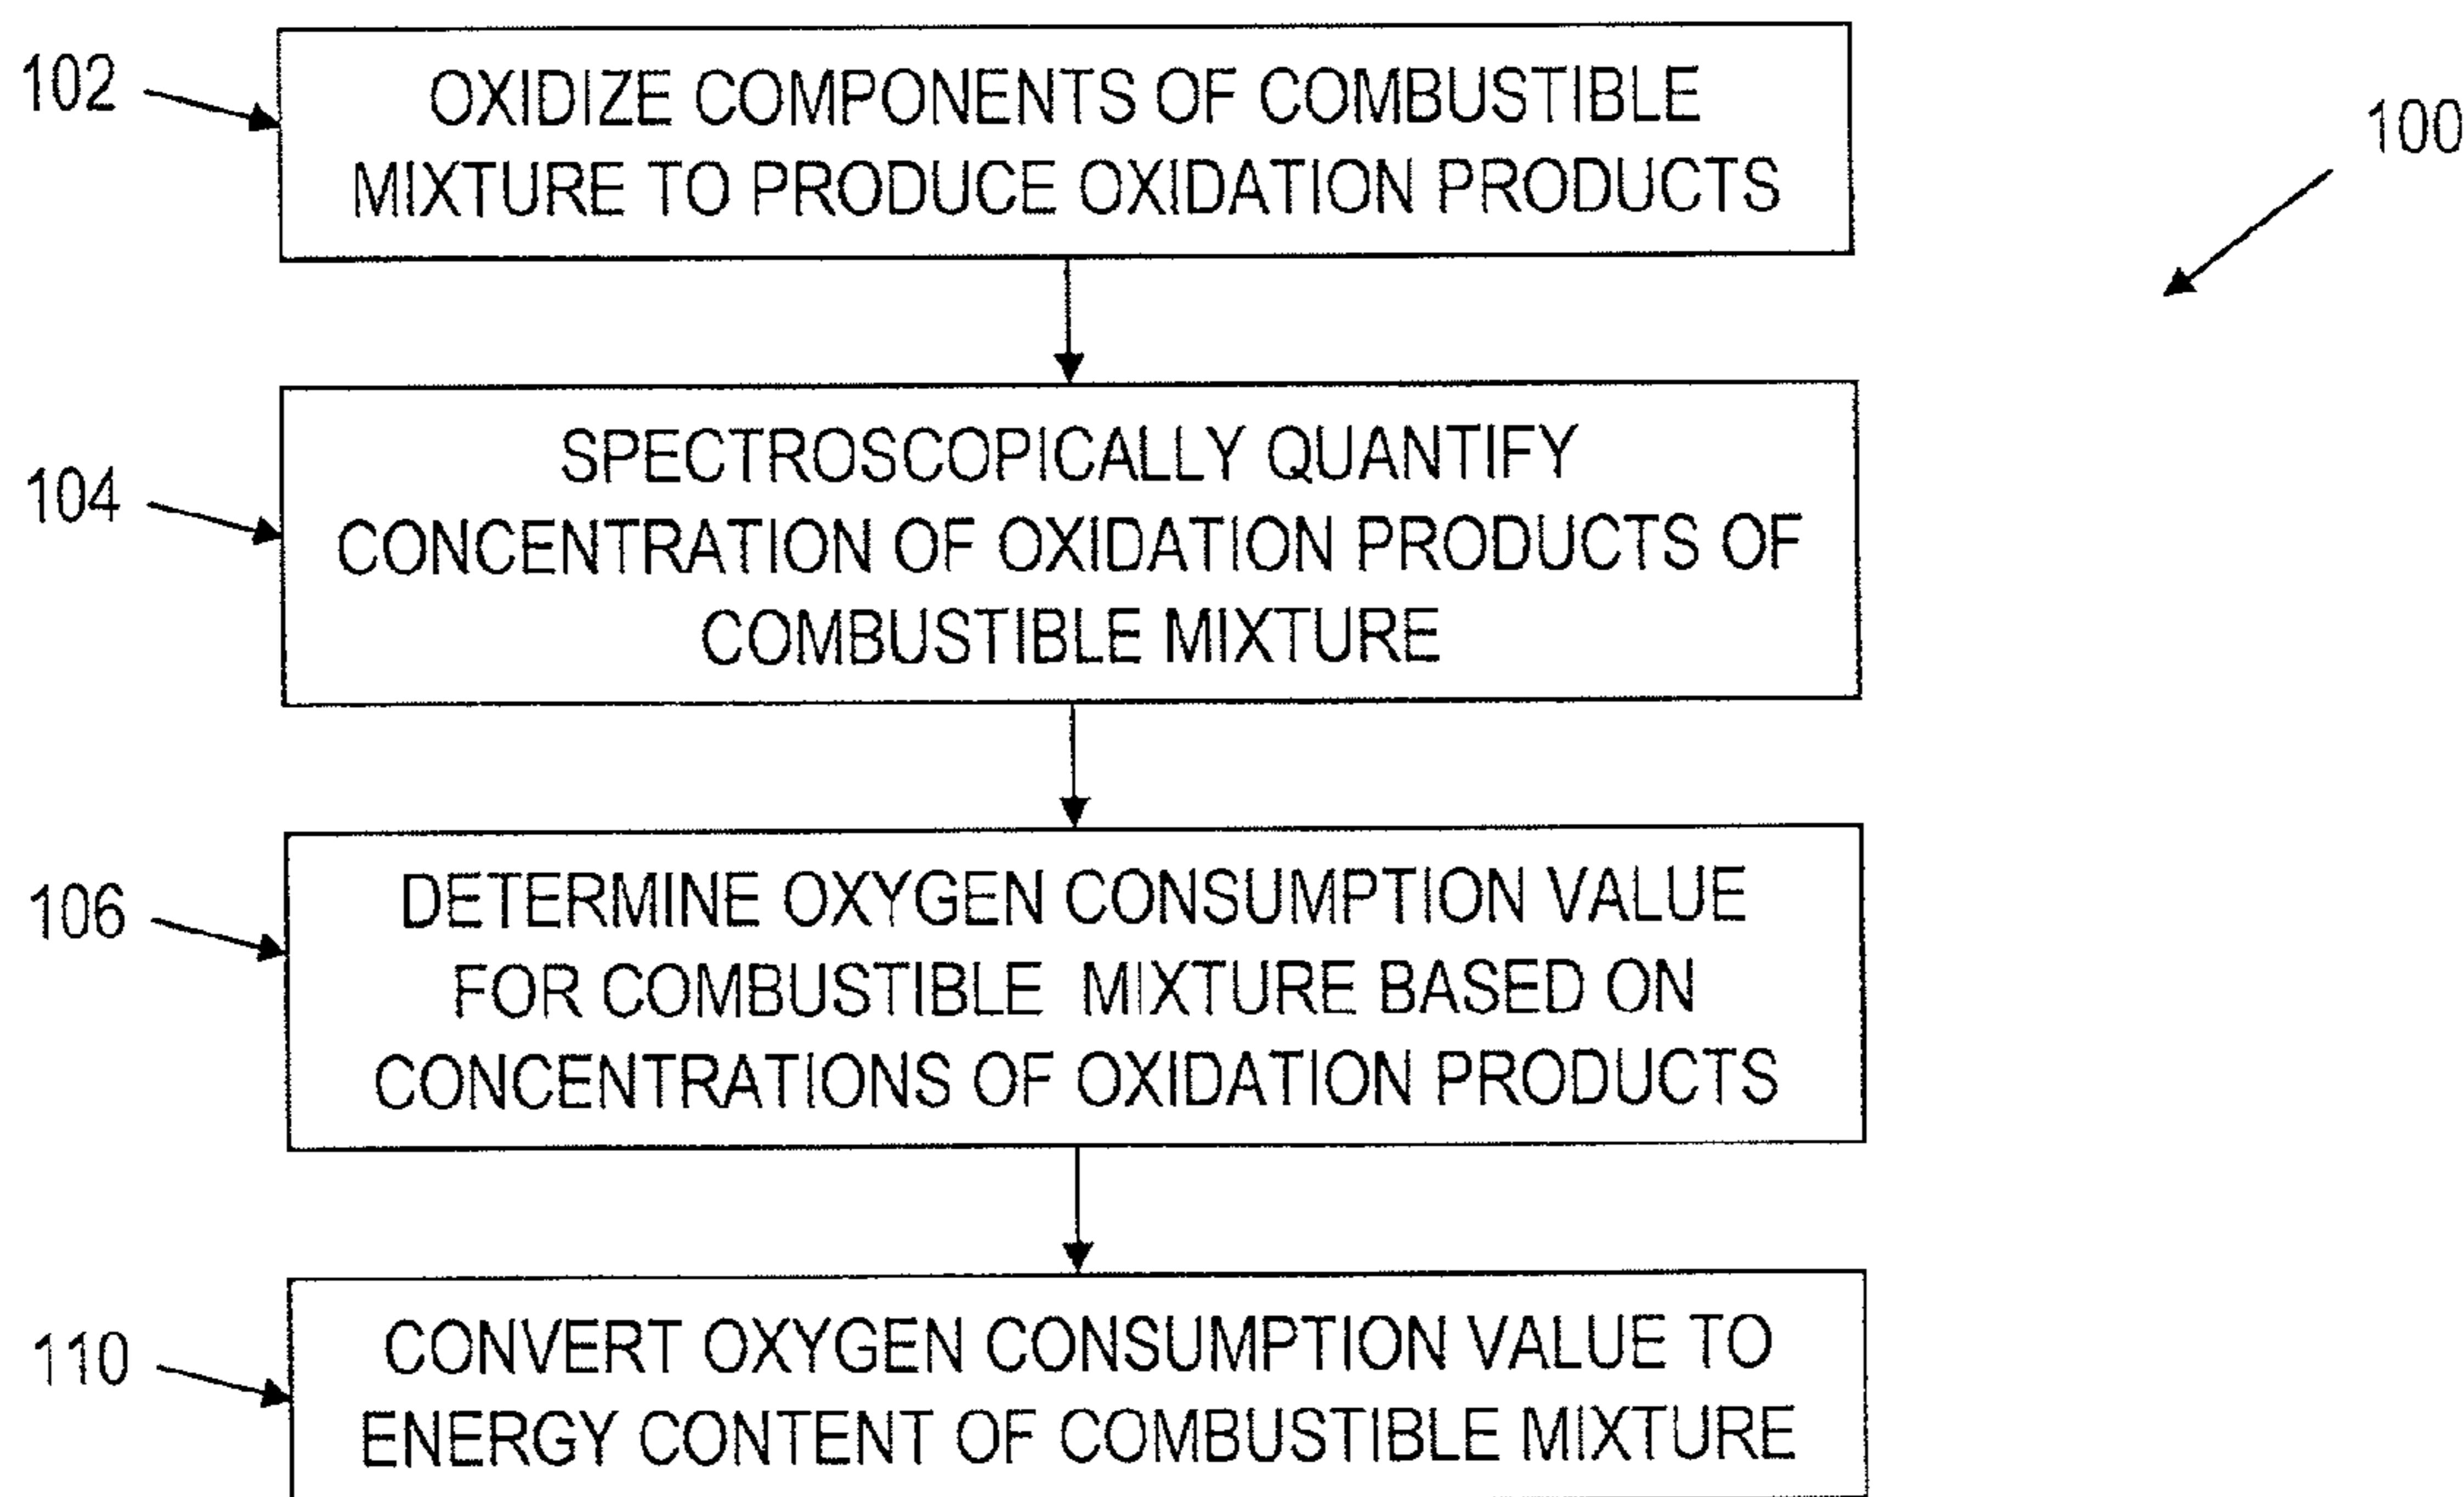 102
OXIDIZE COMPONENTS OF COMBUSTIBLE
MIXTURE TO PRODUCE OXIDATION PRODUCTS
100
104
SPECTROSCOPICALLY QUANTIFY
CONCENTRATION OF OXIDATION PRODUCTS OF
COMBUSTIBLE MIXTURE
106
DETERMINE OXYGEN CONSUMPTION VALUE
FOR COMBUSTIBLE MIXTURE BASED ON
CONCENTRATIONS OF OXIDATION PRODUCTS
110
CONVERT OXYGEN CONSUMPTION VALUE TO
ENERGY CONTENT OF COMBUSTIBLE MIXTURE